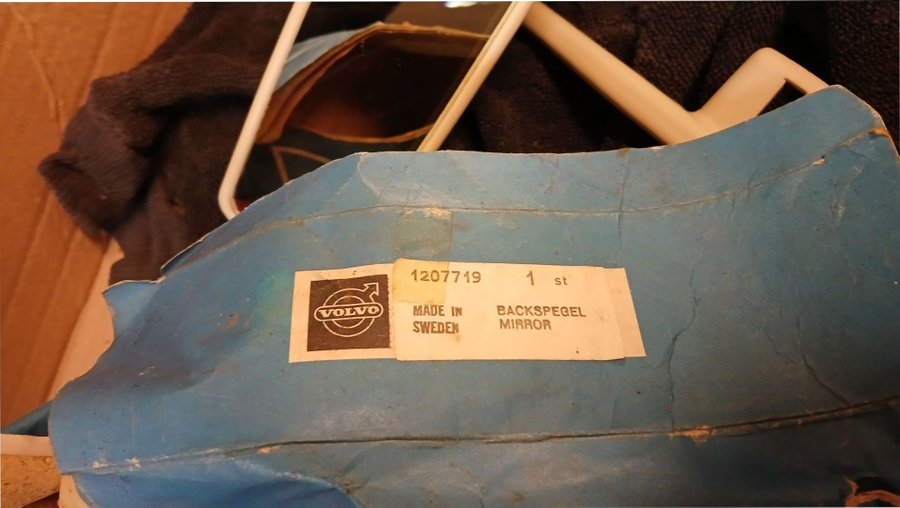 1207719 1 st
VOLVO
MADE IN BACKSPEGEL
SWEDEN MIRROR